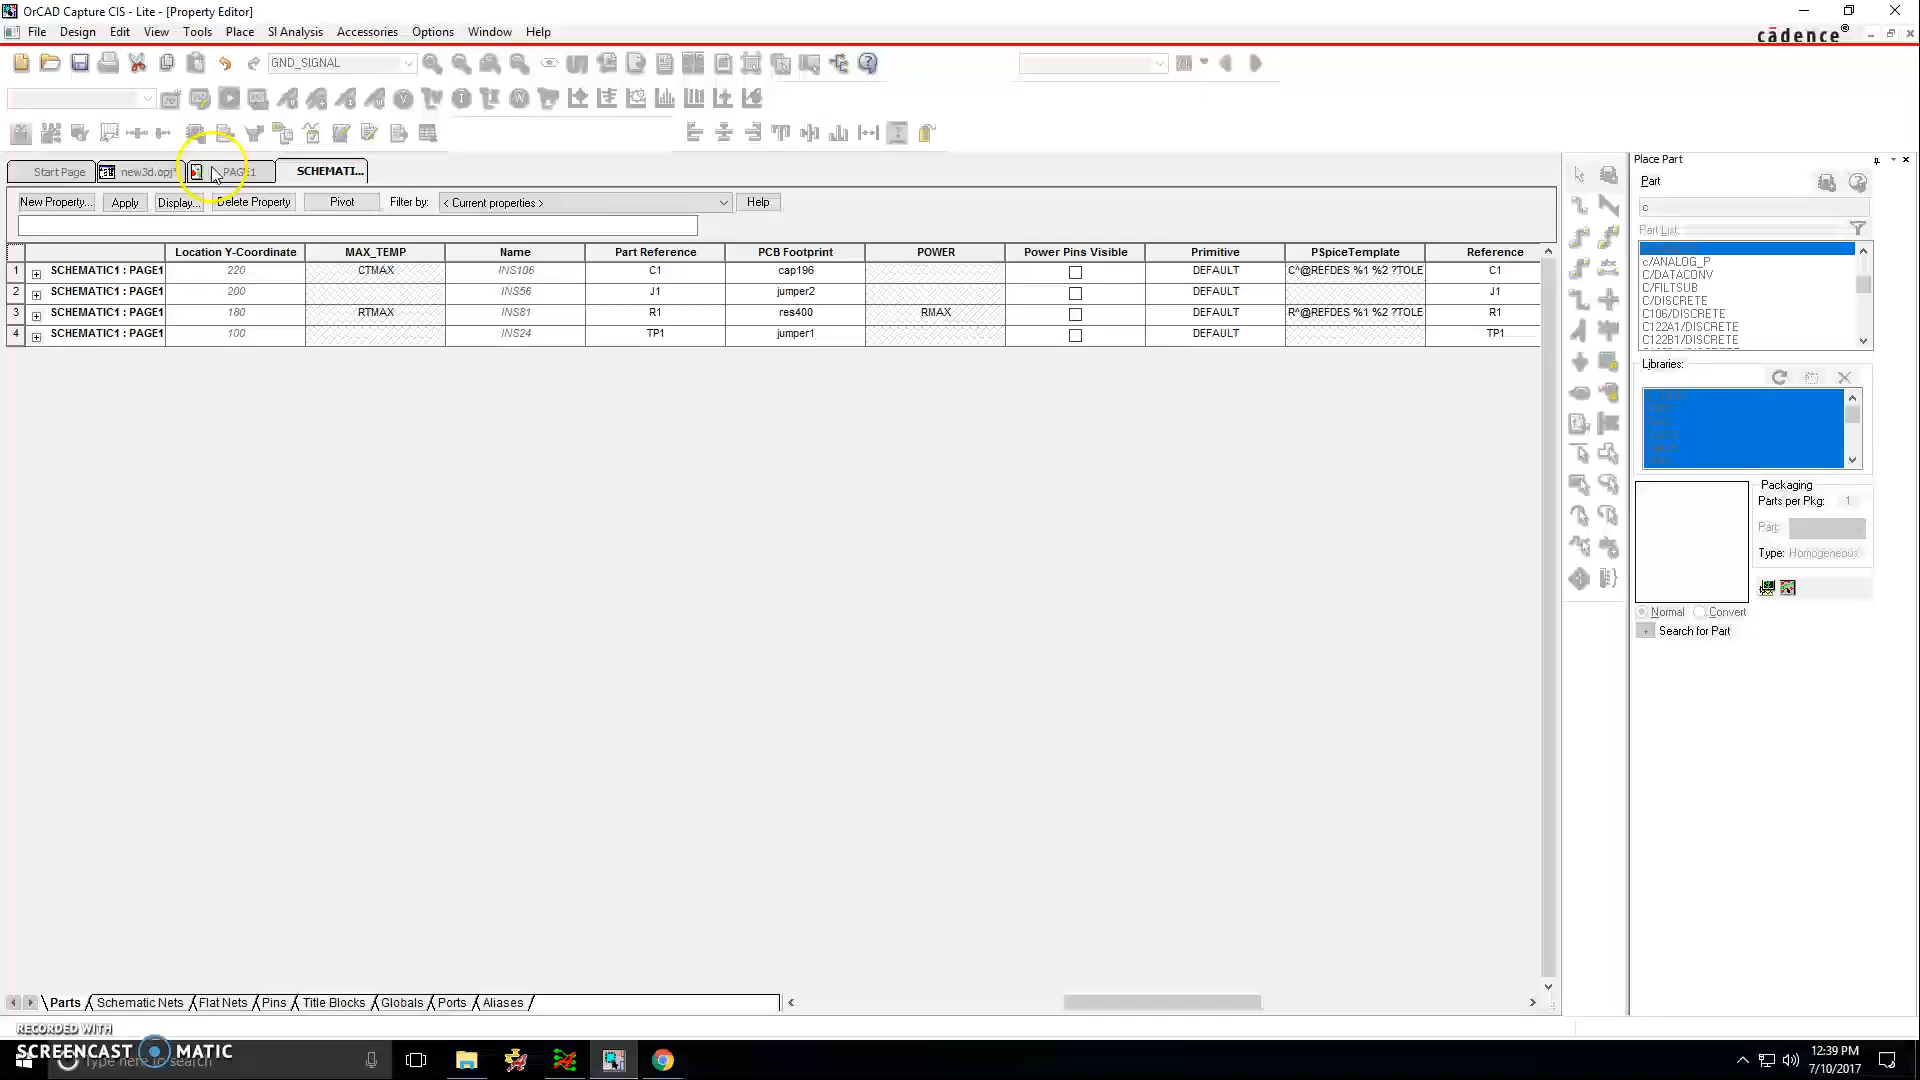 OrCAD Capture CIS - Lite - [Property Editor]
File Design Edit View Tools Place SI Analysis Accessories Options Window Help
cādence®
GND_SIGNAL
Start Page new3d.opj* PAGE1 SCHEMATI...
New Property... Apply Display... Delete Property Pivot Filter by: < Current properties > Help
Location Y-Coordinate MAX_TEMP Name Part Reference PCB Footprint POWER Power Pins Visible Primitive PSpiceTemplate Reference
1 SCHEMATIC1 : PAGE1 220 CTMAX INS106 C1 cap196 DEFAULT C^@REFDES %1 %2 ?TOLE C1
2 SCHEMATIC1 : PAGE1 200 INS56 J1 jumper2 DEFAULT J1
3 SCHEMATIC1 : PAGE1 180 RTMAX INS81 R1 res400 RMAX DEFAULT R^@REFDES %1 %2 ?TOLE R1
4 SCHEMATIC1 : PAGE1 100 INS24 TP1 jumper1 DEFAULT TP1
Place Part
Part
c
Part List:
c/ANALOG_P
C/DATACONV
C/FILTSUB
C/DISCRETE
C106/DISCRETE
C122A1/DISCRETE
Libraries:
Packaging
Parts per Pkg: 1
Part:
Type: Homogeneous
Normal Convert
+ Search for Part
Parts Schematic Nets Flat Nets Pins Title Blocks Globals Ports Aliases
RECORDED WITH
SCREENCAST MATIC
Type here to search
12:39 PM
7/10/2017